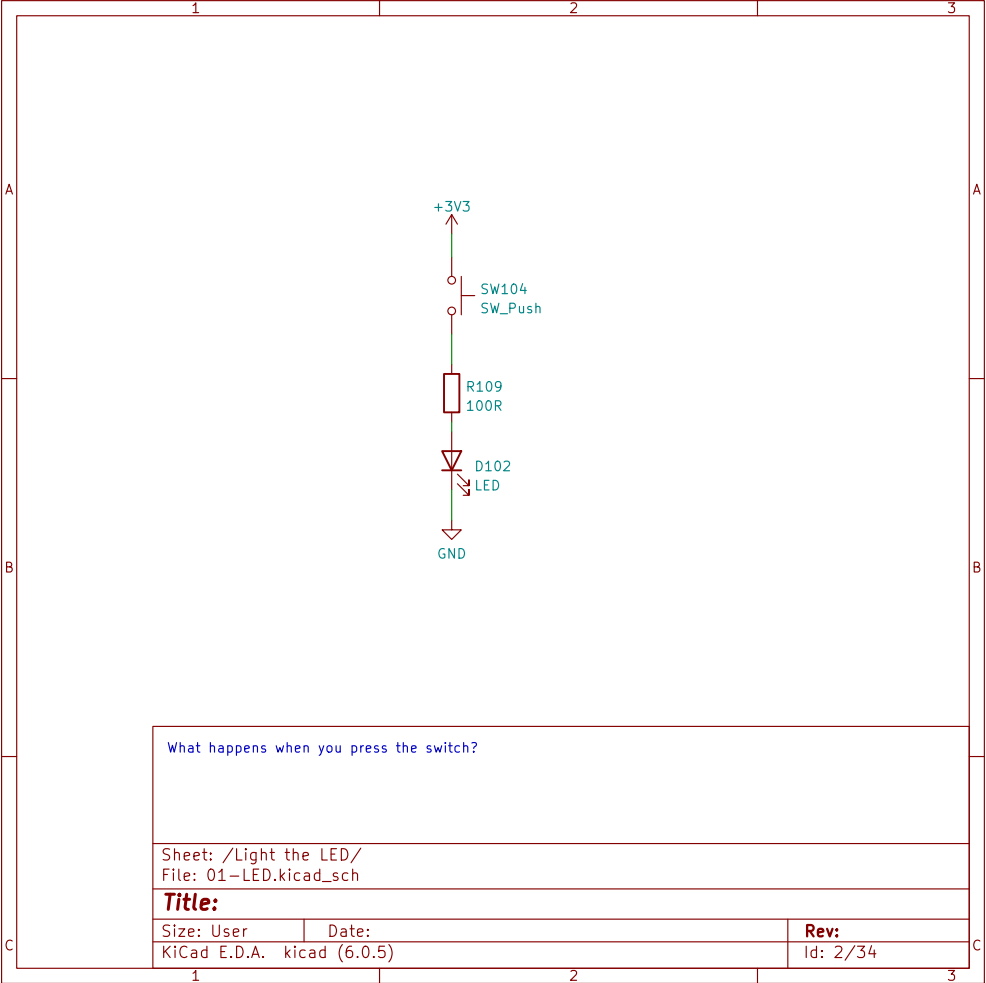 1 2 3
A A
+3V3
SW104
SW_Push
R109
100R
D102
LED
GND
B B
What happens when you press the switch?
Sheet: /Light the LED/
File: 01-LED.kicad_sch
Title:
Size: User Date: Rev:
C C
KiCad E.D.A. kicad (6.0.5) Id: 2/34
1 2 3